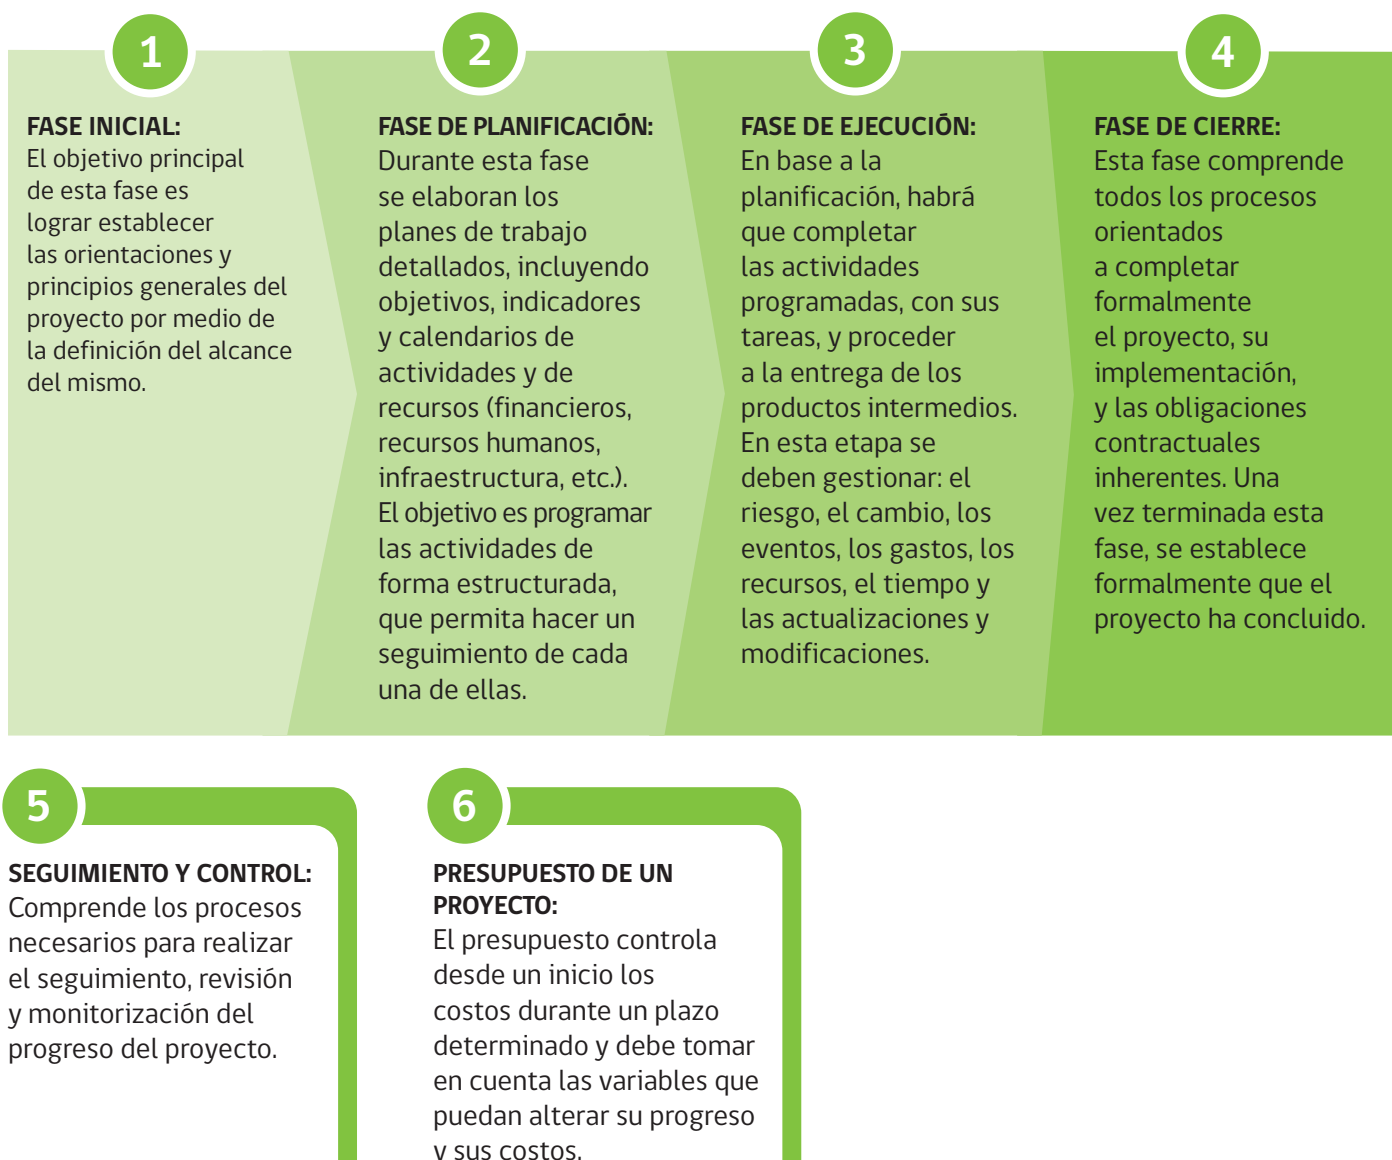 1
FASE INICIAL:
El objetivo principal
de esta fase es
lograr establecer
las orientaciones y
principios generales del
proyecto por medio de
la definición del alcance
del mismo.
2
FASE DE PLANIFICACIÓN:
Durante esta fase
se elaboran los
planes de trabajo
detallados, incluyendo
objetivos, indicadores
y calendarios de
actividades y de
recursos (financieros,
recursos humanos,
infraestructura, etc.).
El objetivo es programar
las actividades de
forma estructurada,
que permita hacer un
seguimiento de cada
una de ellas.
3
FASE DE EJECUCIÓN:
En base a la
planificación, habrá
que completar
las actividades
programadas, con sus
tareas, y proceder
a la entrega de los
productos intermedios.
En esta etapa se
deben gestionar: el
riesgo, el cambio, los
eventos, los gastos, los
recursos, el tiempo y
las actualizaciones y
modificaciones.
4
FASE DE CIERRE:
Esta fase comprende
todos los procesos
orientados
a completar
formalmente
el proyecto, su
implementación,
y las obligaciones
contractuales
inherentes. Una
vez terminada esta
fase, se establece
formalmente que el
proyecto ha concluido.
5
SEGUIMIENTO Y CONTROL:
Comprende los procesos
necesarios para realizar
el seguimiento, revisión
y monitorización del
progreso del proyecto.
6
PRESUPUESTO DE UN
PROYECTO:
El presupuesto controla
desde un inicio los
costos durante un plazo
determinado y debe tomar
en cuenta las variables que
puedan alterar su progreso
y sus costos.